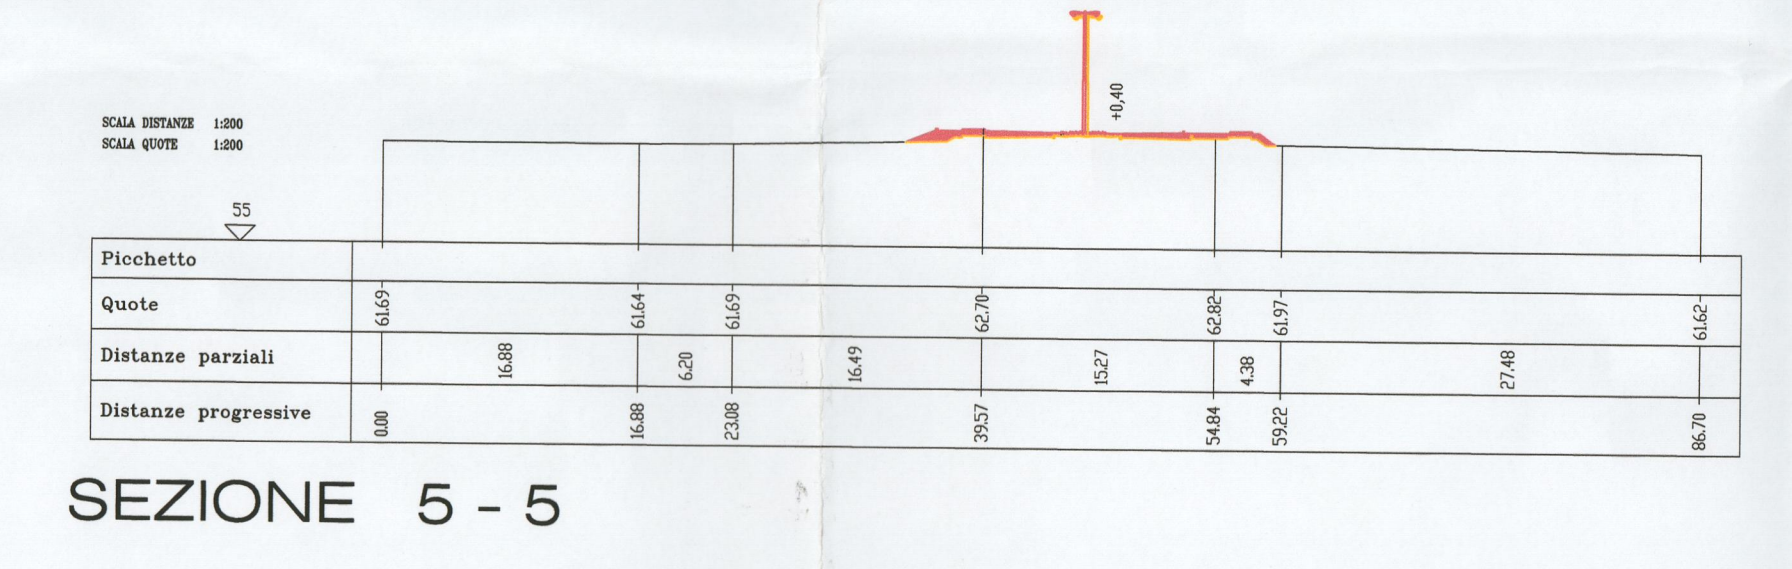 +0,40
SCALA DISTANZE 1:200
SCALA QUOTE 1:200
55
Picchetto
Quote 61.69 61.64 61.69 62.70 62.82 61.97 61.62
Distanze parziali 16.88 6.20 16.49 15.27 4.38 27.48
Distanze progressive 0.00 16.88 23.08 39.57 54.84 59.22 86.70
SEZIONE 5 - 5